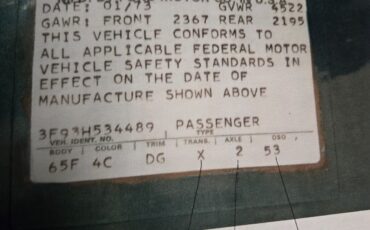 DATE: 01/73 GVWR 4522
GAWR: FRONT 2367 REAR 2195
THIS VEHICLE CONFORMS TO
ALL APPLICABLE FEDERAL MOTOR
VEHICLE SAFETY STANDARDS IN
EFFECT ON THE DATE OF
MANUFACTURE SHOWN ABOVE
3F93H534489 PASSENGER
VEH. IDENT. NO. TYPE
BODY COLOR TRIM TRANS. AXLE DSO
65F 4C DG X 2 53